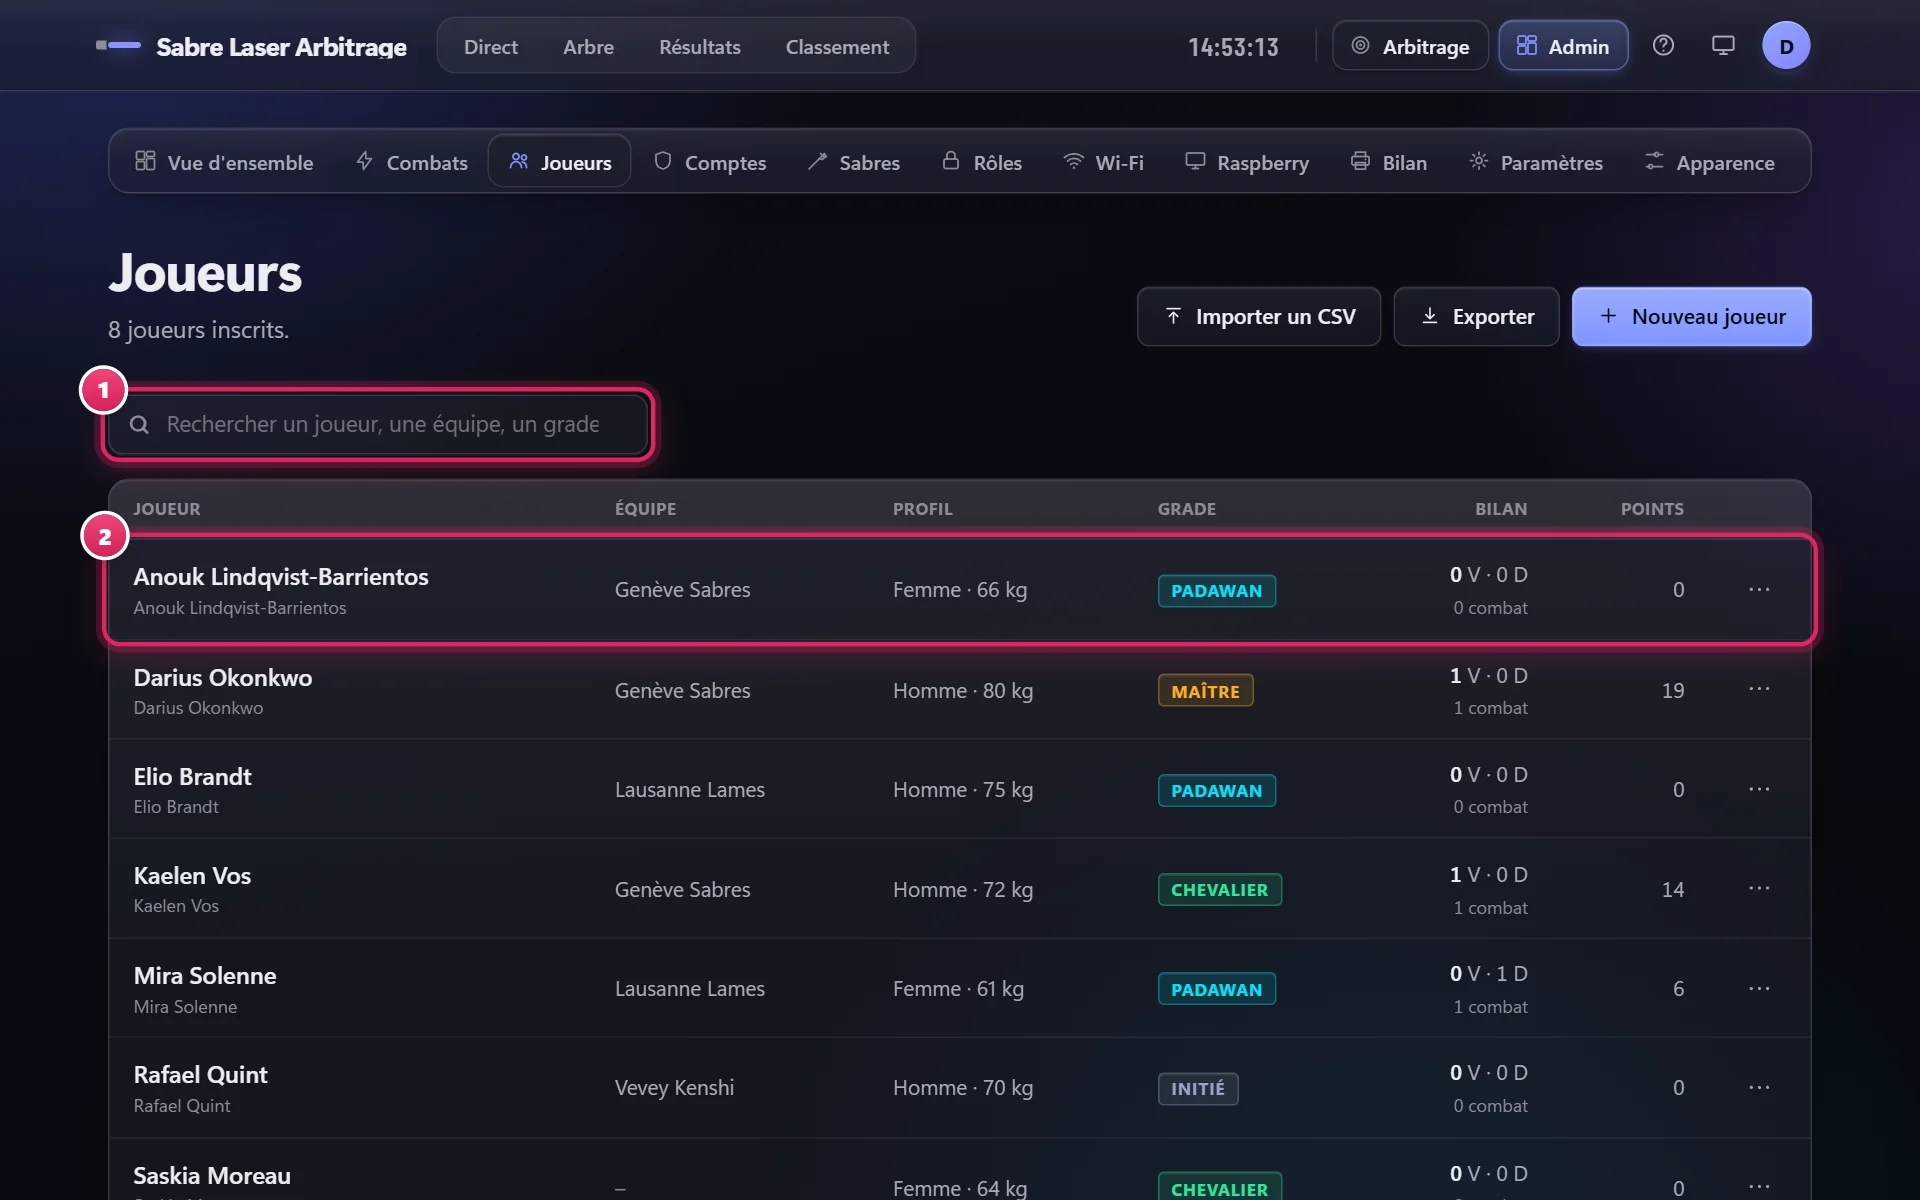 Sabre Laser Arbitrage
Direct
Arbre
Résultats
Classement
14:53:13
Arbitrage
Admin
D
Vue d'ensemble
Combats
Joueurs
Comptes
Sabres
Rôles
Wi-Fi
Raspberry
Bilan
Paramètres
Apparence
Joueurs
8 joueurs inscrits.
Importer un CSV
Exporter
Nouveau joueur
1
Rechercher un joueur, une équipe, un grade
JOUEUR ÉQUIPE PROFIL GRADE BILAN POINTS
2
Anouk Lindqvist-Barrientos
Anouk Lindqvist-Barrientos
Genève Sabres
Femme · 66 kg
PADAWAN
0 V · 0 D
0 combat
0
Darius Okonkwo
Darius Okonkwo
Genève Sabres
Homme · 80 kg
MAÎTRE
1 V · 0 D
1 combat
19
Elio Brandt
Elio Brandt
Lausanne Lames
Homme · 75 kg
PADAWAN
0 V · 0 D
0 combat
0
Kaelen Vos
Kaelen Vos
Genève Sabres
Homme · 72 kg
CHEVALIER
1 V · 0 D
1 combat
14
Mira Solenne
Mira Solenne
Lausanne Lames
Femme · 61 kg
PADAWAN
0 V · 1 D
1 combat
6
Rafael Quint
Rafael Quint
Vevey Kenshi
Homme · 70 kg
INITIÉ
0 V · 0 D
0 combat
0
Saskia Moreau
–
Femme · 64 kg
CHEVALIER
0 V · 0 D
0